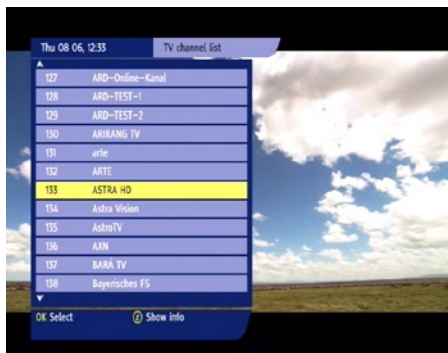 Thu 08 06, 12:33 TV channel list
127 ARD-Online-Kanal
128 ARD-TEST-1
129 ARD-TEST-2
130 ARIRANG TV
131 arte
132 ARTE
133 ASTRA HD
134 Astra Vision
135 AstroTV
136 AXN
137 BARÁ TV
138 Bayerisches FS
OK Select i Show info